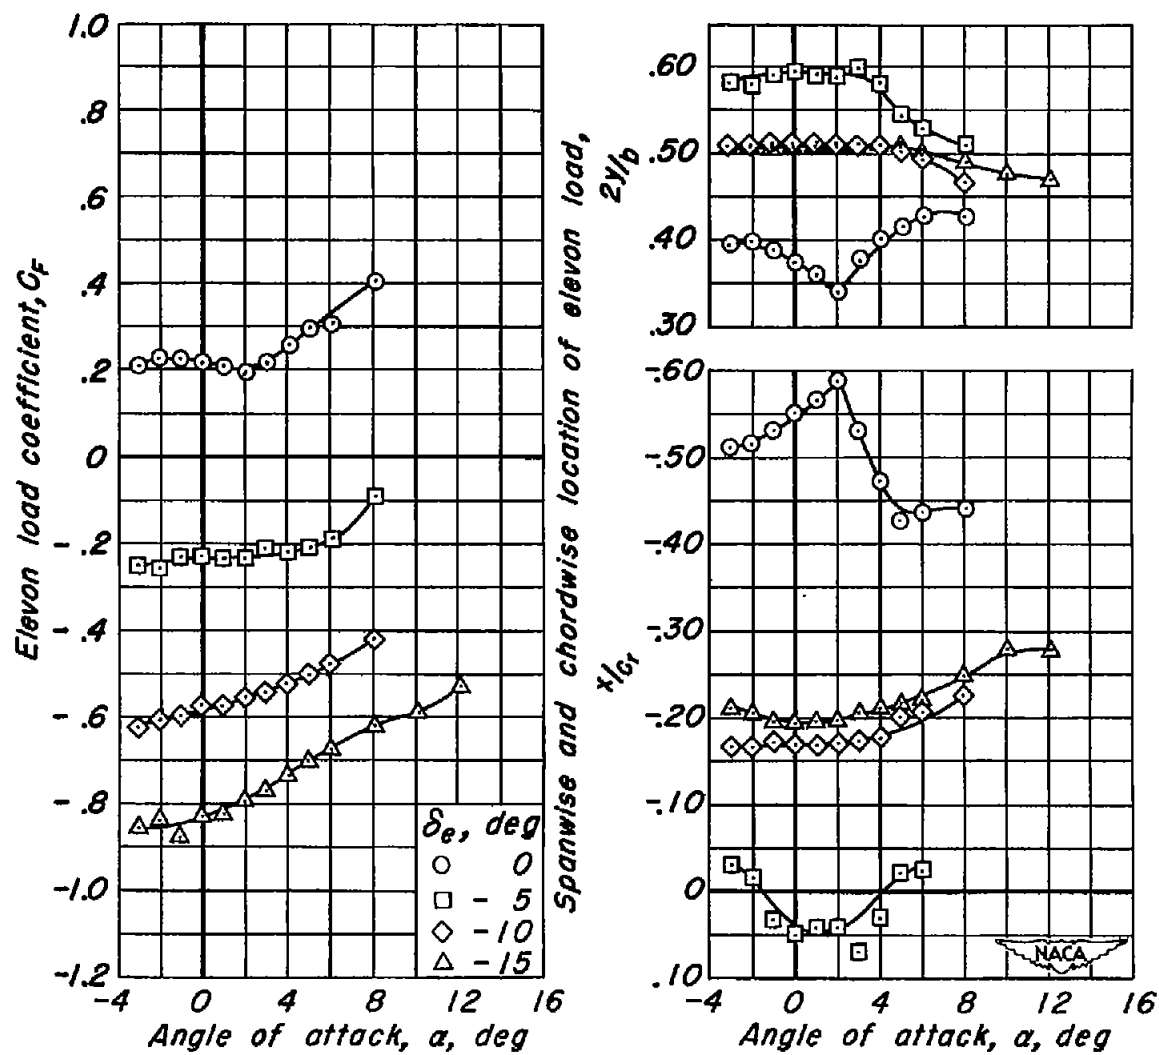 1.0
.8
.6
.4
.2
0
-.2
-.4
-.6
-.8
-1.0
-1.2
Elevon load coefficient, CF
-4 0 4 8 12 16
Angle of attack, α, deg
δe, deg
0
-5
-10
-15
Spanwise and chordwise location of elevon load,
2y/b
.60
.50
.40
.30
x/cr
-.60
-.50
-.40
-.30
-.20
-.10
0
.10
NACA
-4 0 4 8 12 16
Angle of attack, α, deg